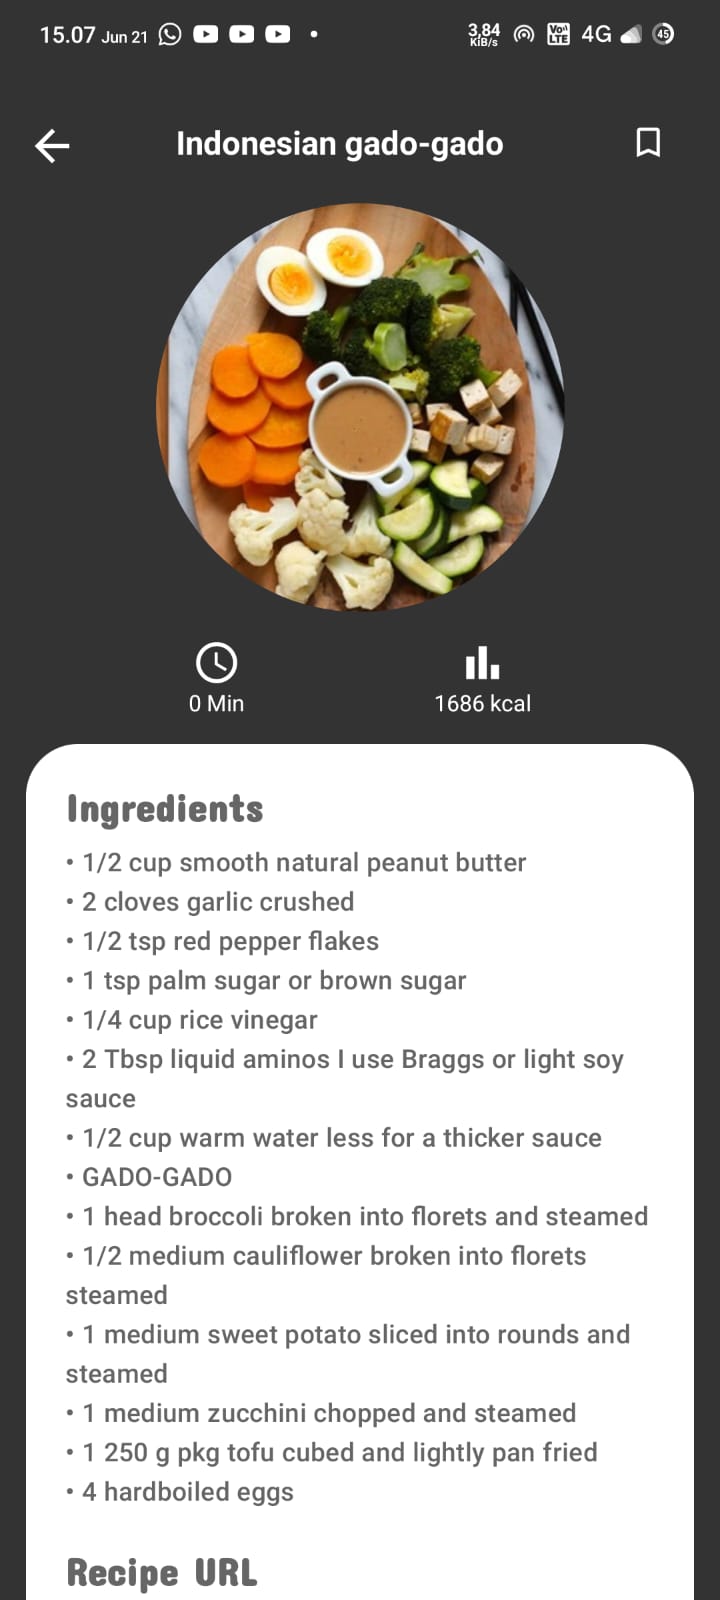 15.07 Jun 21
3,84 KiB/s Vo)) LTE 4G 45
Indonesian gado-gado
0 Min
1686 kcal
Ingredients
• 1/2 cup smooth natural peanut butter
• 2 cloves garlic crushed
• 1/2 tsp red pepper flakes
• 1 tsp palm sugar or brown sugar
• 1/4 cup rice vinegar
• 2 Tbsp liquid aminos I use Braggs or light soy
sauce
• 1/2 cup warm water less for a thicker sauce
• GADO-GADO
• 1 head broccoli broken into florets and steamed
• 1/2 medium cauliflower broken into florets
steamed
• 1 medium sweet potato sliced into rounds and
steamed
• 1 medium zucchini chopped and steamed
• 1 250 g pkg tofu cubed and lightly pan fried
• 4 hardboiled eggs
Recipe URL